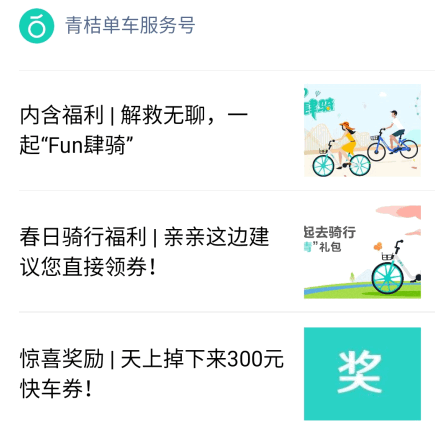 青桔单车服务号
内含福利 | 解救无聊，一
起“Fun肆骑”
肆骑
春日骑行福利 | 亲亲这边建
议您直接领券！
起去骑行
青”礼包
惊喜奖励 | 天上掉下来300元
快车券！
奖